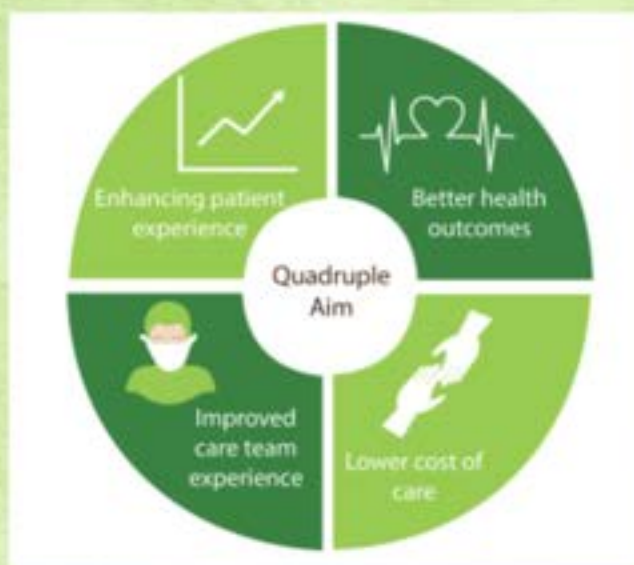 Enhancing patient
experience
Better health
outcomes
Quadruple
Aim
Improved
care team
experience
Lower cost of
care